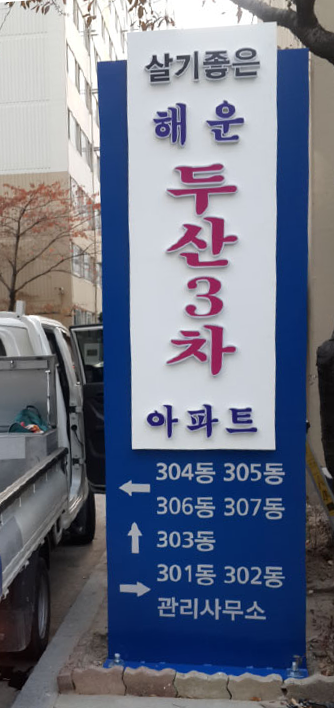 살기좋은
해운
두산3차
아파트
304동 305동
306동 307동
303동
301동 302동
관리사무소